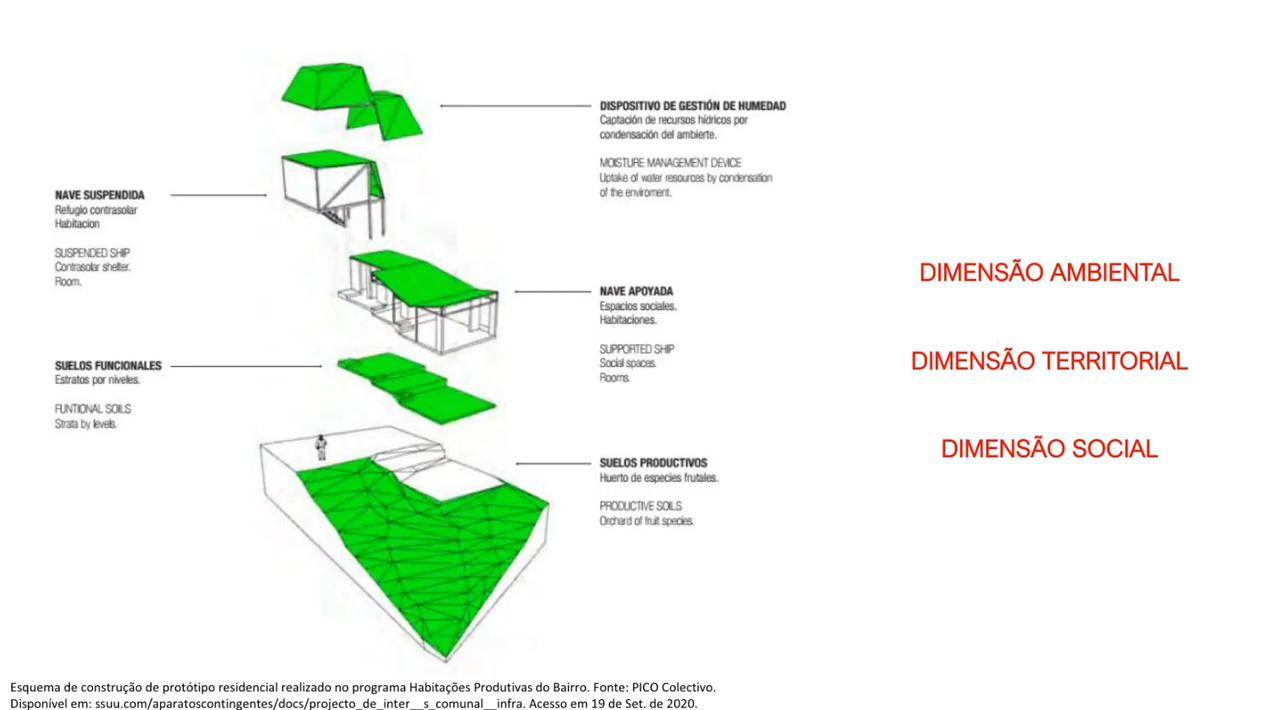 DISPOSITIVO DE GESTIÓN DE HUMEDAD
Captación de recursos hídricos por
condensación del ambierte.
MOISTURE MANAGEMENT DEVICE
Uptake of water resources by condensation
of the enviroment.
NAVE SUSPENDIDA
Refugio contrasolar
Habitacion
SUSPENDED SHIP
Contrasolar shelter.
Room.
NAVE APOYADA
Espacios sociales.
Habitaciones.
SUPPORTED SHIP
Social spaces.
Rooms.
SUELOS FUNCIONALES
Estratos por niveles.
FUNTIONAL SOILS
Strata by levels.
SUELOS PRODUCTIVOS
Huerto de especies frutales.
PRODUCTIVE SOILS
Orchard of fruit species.
DIMENSÃO AMBIENTAL
DIMENSÃO TERRITORIAL
DIMENSÃO SOCIAL
Esquema de construção de protótipo residencial realizado no programa Habitações Produtivas do Bairro. Fonte: PICO Colectivo.
Disponível em: ssuu.com/aparatoscontingentes/docs/projecto_de_inter__s_comunal__infra. Acesso em 19 de Set. de 2020.